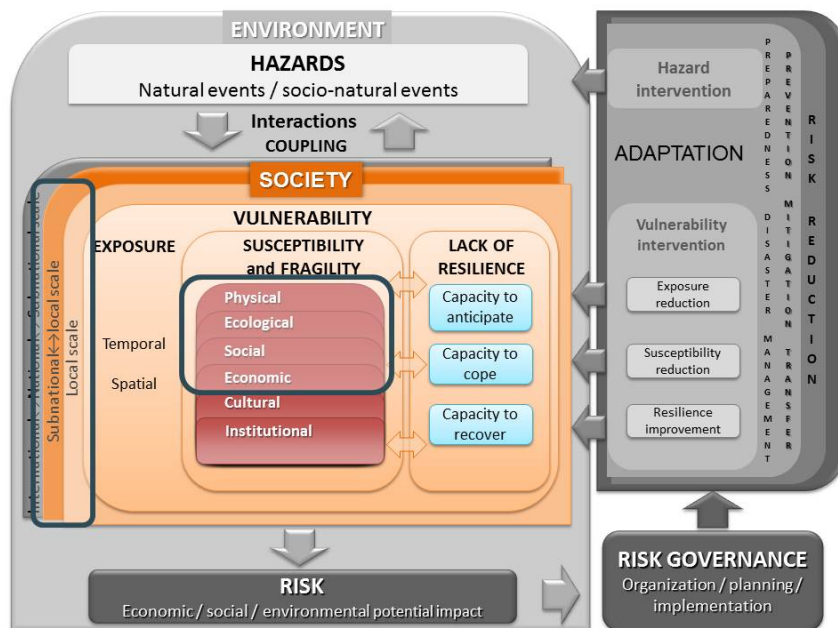 ENVIRONMENT
HAZARDS
Natural events / socio-natural events
Interactions
COUPLING
SOCIETY
International↔National↔Subnational scale
Subnational↔local scale
Local scale
VULNERABILITY
EXPOSURE
Temporal
Spatial
SUSCEPTIBILITY
and FRAGILITY
Physical
Ecological
Social
Economic
Cultural
Institutional
LACK OF
RESILIENCE
Capacity to
anticipate
Capacity to
cope
Capacity to
recover
RISK
Economic / social / environmental potential impact
Hazard
intervention
ADAPTATION
Vulnerability
intervention
Exposure
reduction
Susceptibility
reduction
Resilience
improvement
PREPAREDNESS DISASTER MANAGEMENT
PREVENTION MITIGATION TRANSFER
RISK REDUCTION
RISK GOVERNANCE
Organization / planning /
implementation